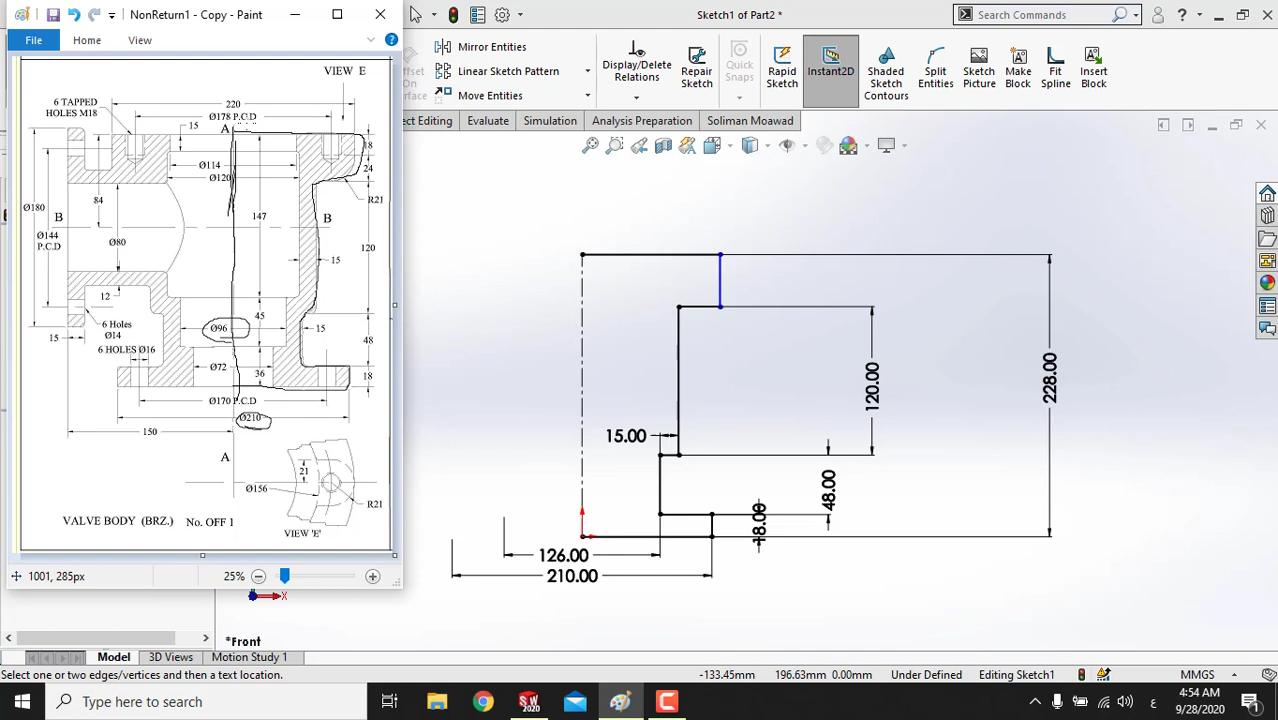 NonReturn1 - Copy - Paint
File
Home
View
VIEW E
6 TAPPED
HOLES M18
220
Ø178 P.C.D
15
A
18
Ø114
24
Ø120
R21
84
Ø180
147
B
B
Ø144
P.C.D
Ø80
120
15
12
45
6 Holes
Ø14
Ø96
15
15
6 HOLES Ø16
48
Ø72
36
18
Ø170 P.C.D
Ø210
150
A
21
Ø156
R21
VALVE BODY (BRZ.)
No. OFF 1
VIEW 'E'
1001, 285px
25%
Sketch1 of Part2 *
Search Commands
Mirror Entities
Linear Sketch Pattern
Move Entities
Offset
Surface
Display/Delete
Relations
Repair
Sketch
Quick
Snaps
Rapid
Sketch
Instant2D
Shaded
Sketch
Contours
Split
Entities
Sketch
Picture
Make
Block
Fit
Spline
Insert
Block
ect Editing
Evaluate
Simulation
Analysis Preparation
Soliman Moawad
228.00
120.00
15.00
48.00
18.00
126.00
210.00
X
*Front
Model
3D Views
Motion Study 1
Select one or two edges/vertices and then a text location.
-133.45mm
196.63mm 0.00mm
Under Defined
Editing Sketch1
MMGS
Type here to search
SW
2020
ع
4:54 AM
9/28/2020
1